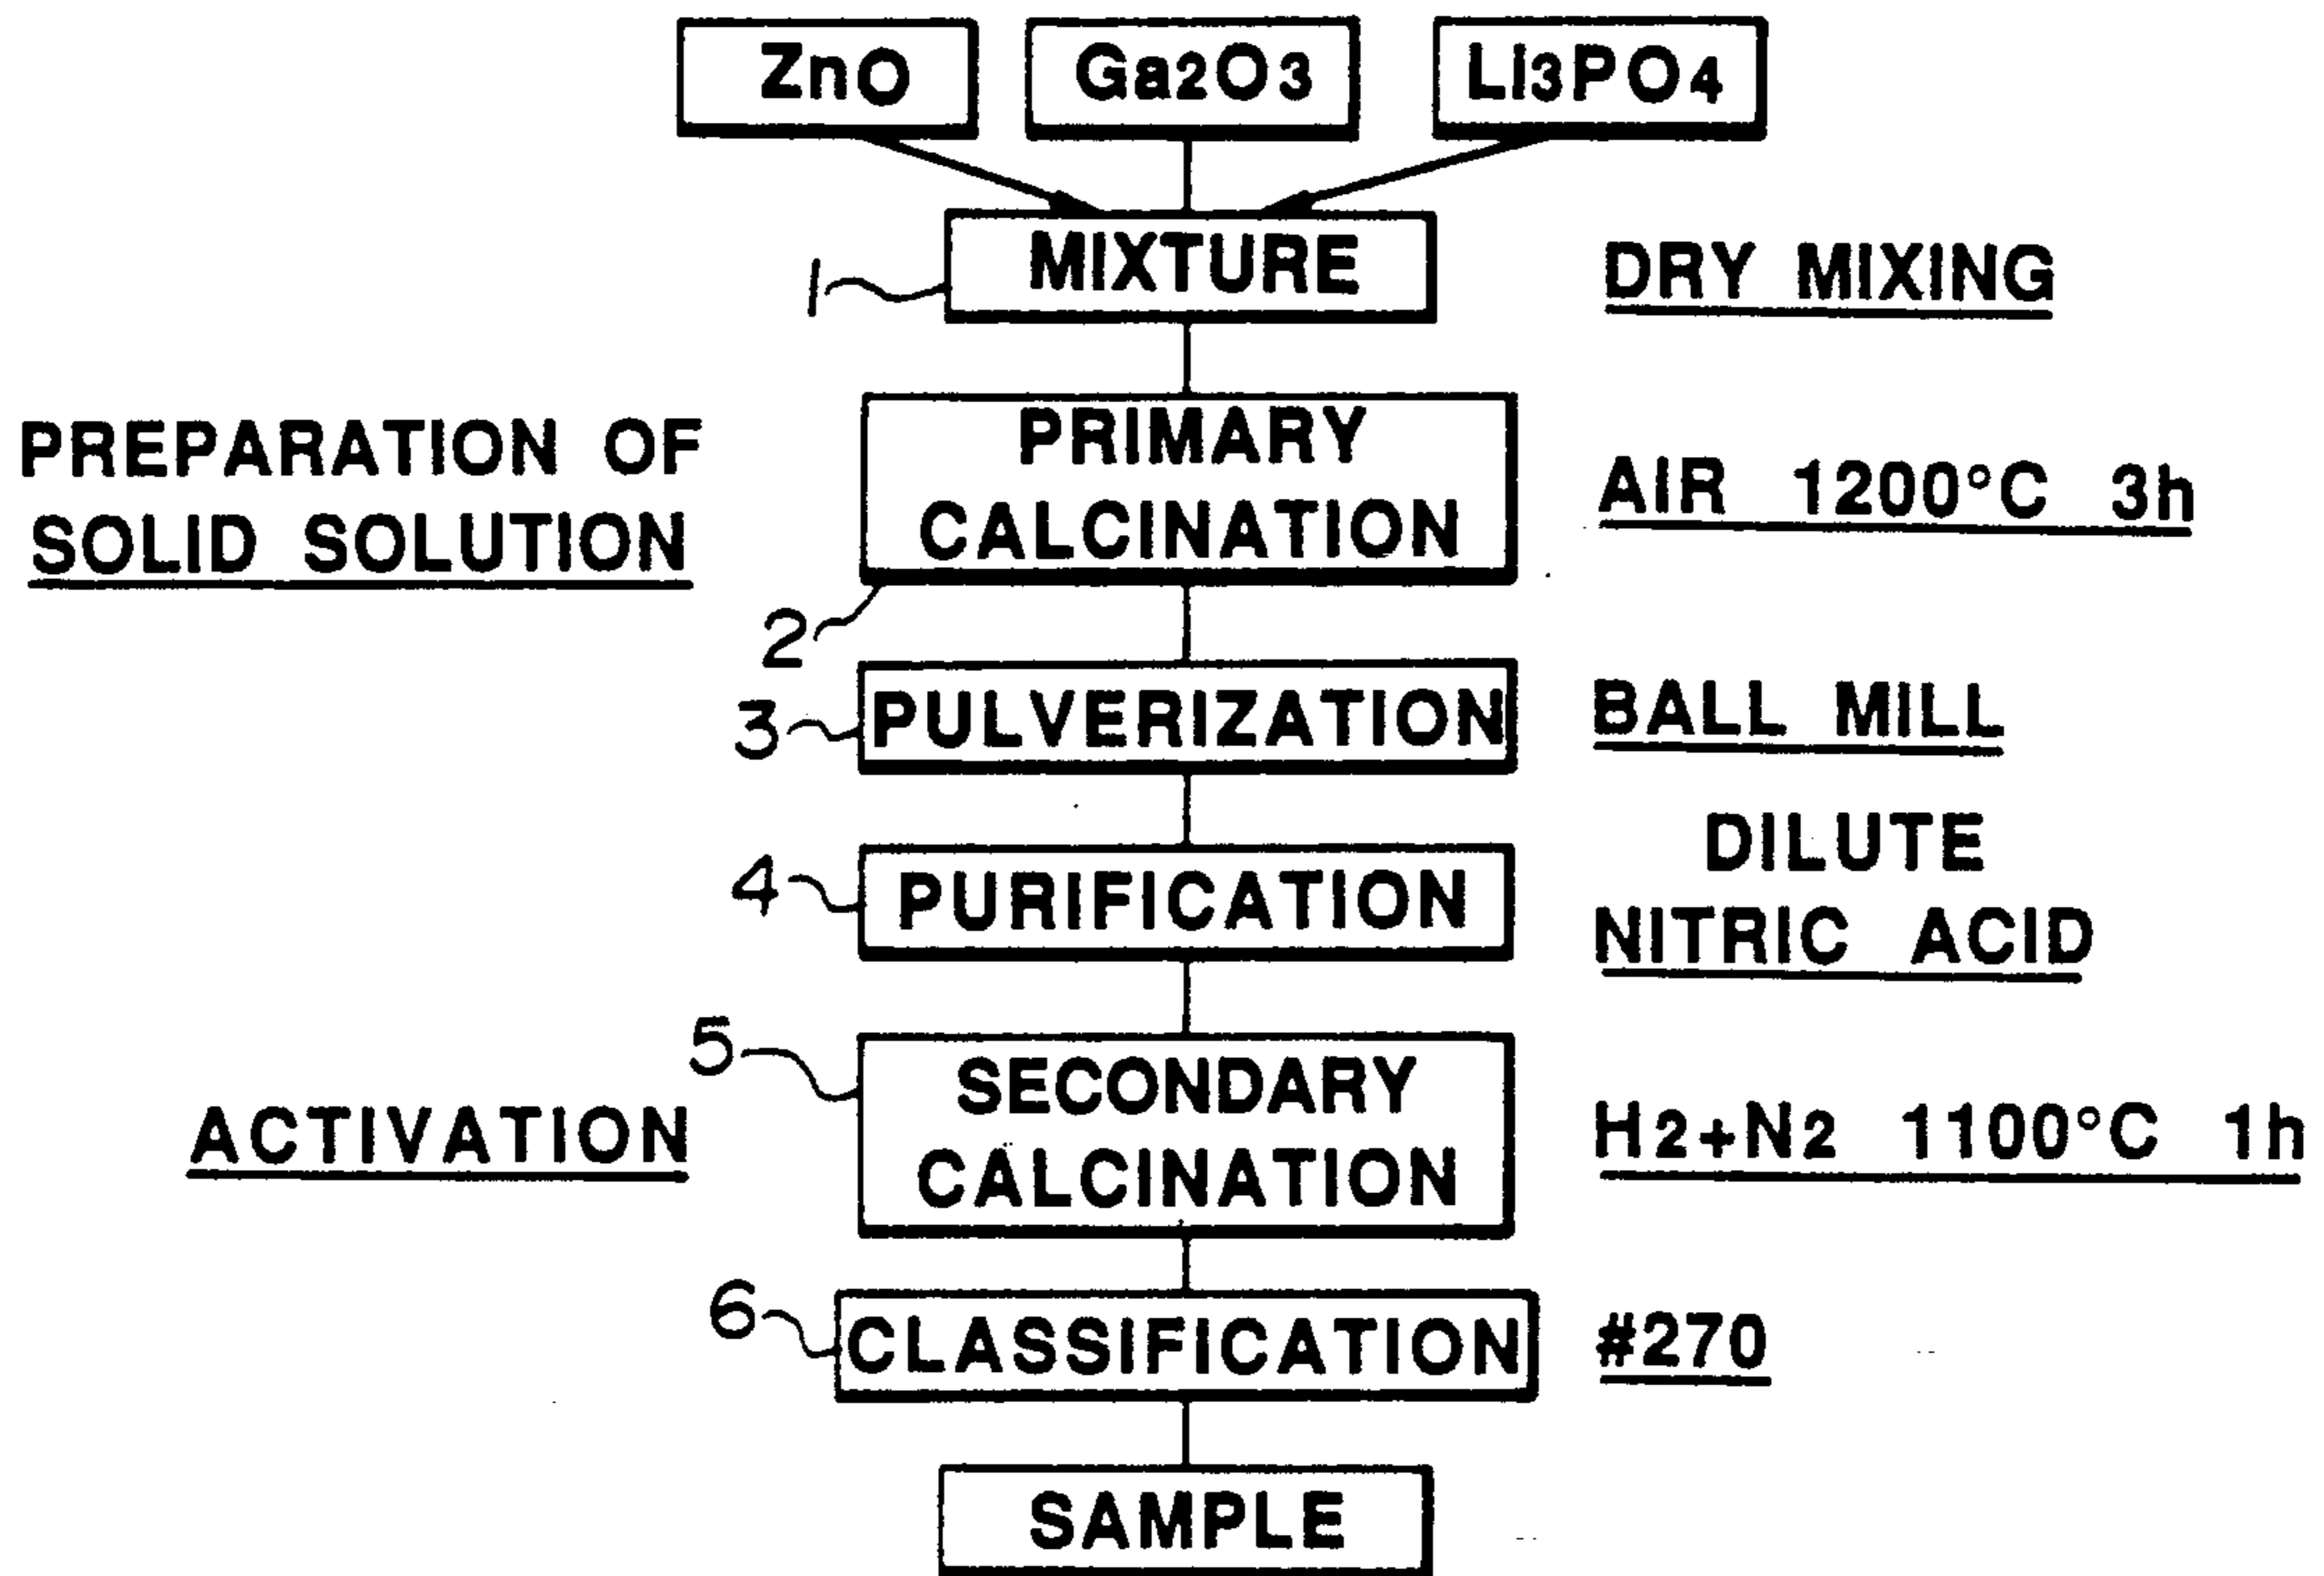 ZnO
Ga2O3
Li3PO4
1
MIXTURE
DRY MIXING
PREPARATION OF
SOLID SOLUTION
PRIMARY
CALCINATION
AIR 1200°C 3h
2
3
PULVERIZATION
BALL MILL
4
PURIFICATION
DILUTE
NITRIC ACID
5
SECONDARY
CALCINATION
ACTIVATION
H2+N2 1100°C 1h
6
CLASSIFICATION
#270
SAMPLE